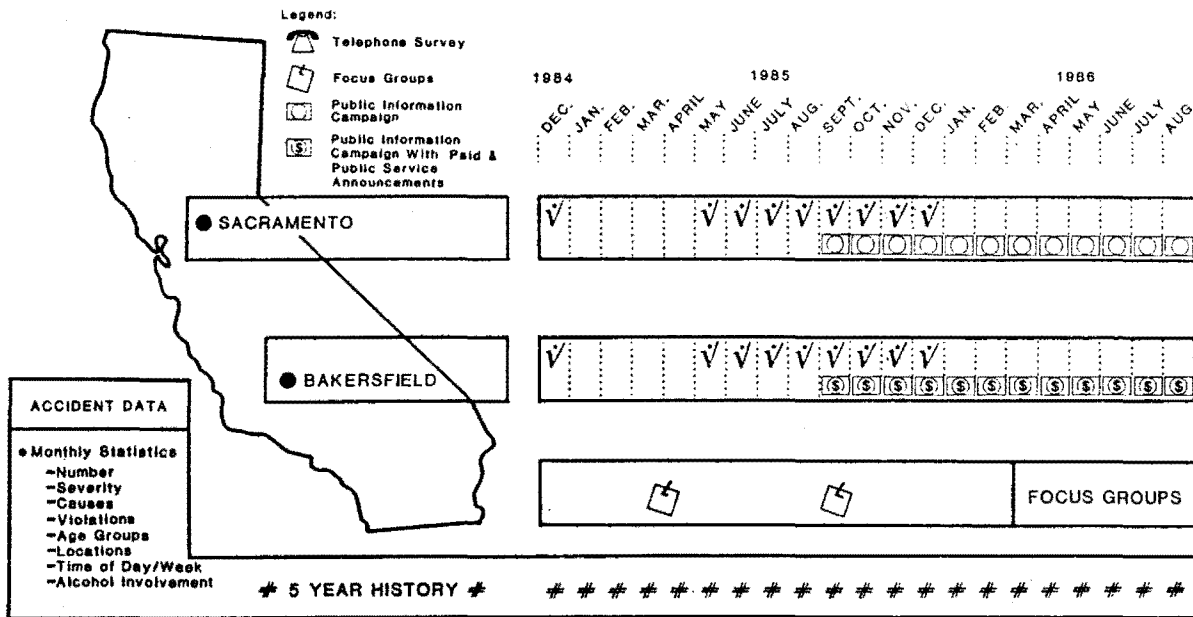 Legend:
Telephone Survey
Focus Groups
Public Information
Campaign
$
Public Information
Campaign With Paid &
Public Service
Announcements
1984 1985 1986
DEC. JAN. FEB. MAR. APRIL MAY JUNE JULY AUG. SEPT. OCT. NOV. DEC. JAN. FEB. MAR. APRIL MAY JUNE JULY AUG.
SACRAMENTO
BAKERSFIELD
$ $ $ $ $ $ $ $ $ $ $ $
ACCIDENT DATA
• Monthly Statistics
-Number
-Severity
-Causes
-Violations
-Age Groups
-Locations
-Time of Day/Week
-Alcohol Involvement
FOCUS GROUPS
# 5 YEAR HISTORY # # # # # # # # # # # # # # # # # # # # # #